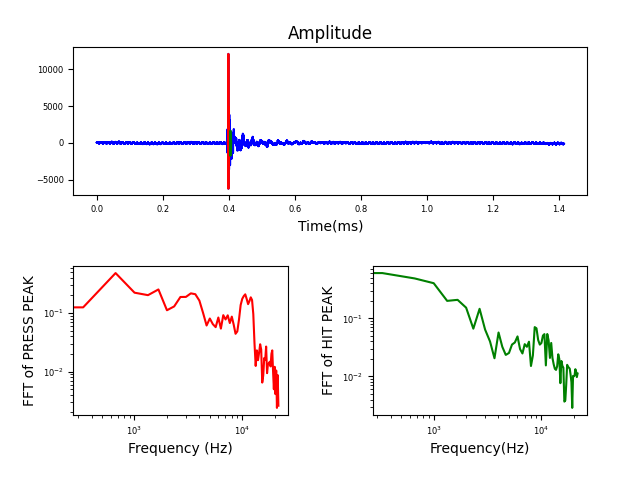 Amplitude
10000
5000
0
−5000
0.0 0.2 0.4 0.6 0.8 1.0 1.2 1.4
Time(ms)
FFT of PRESS PEAK
10⁻¹
10⁻²
10³ 10⁴
Frequency (Hz)
FFT of HIT PEAK
10⁻¹
10⁻²
10³ 10⁴
Frequency(Hz)